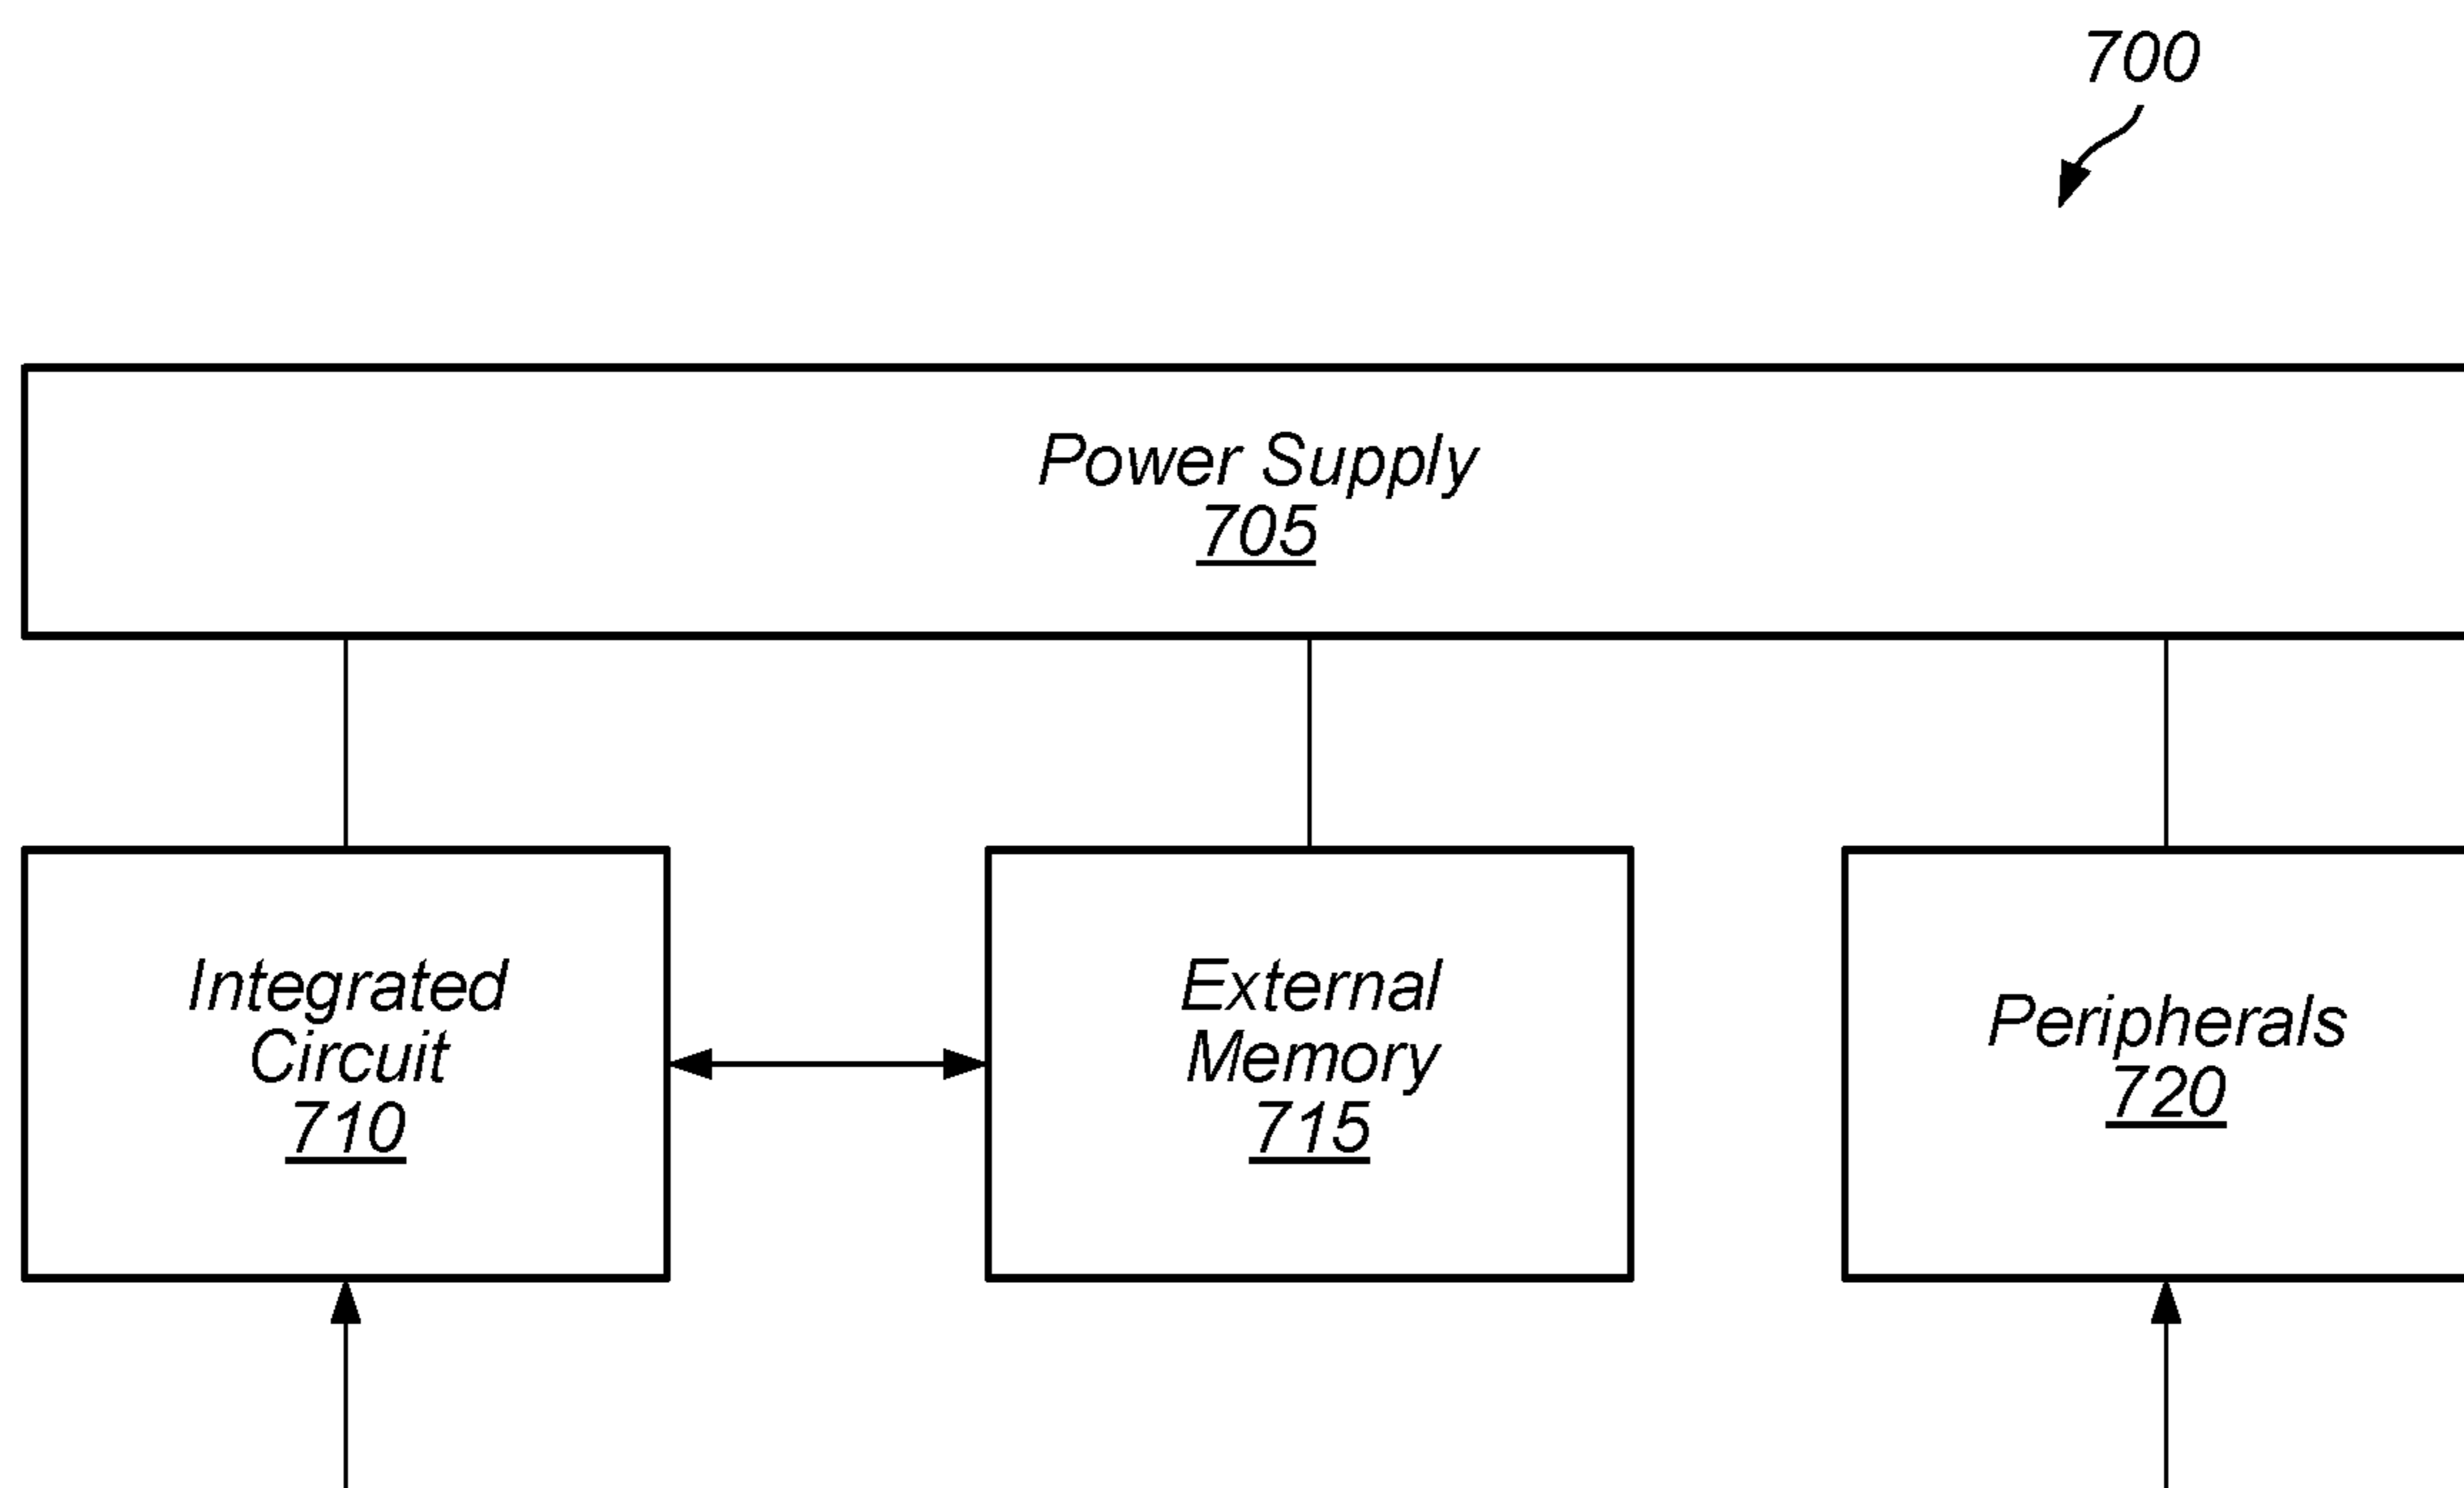 700
Power Supply
705
Integrated
Circuit
710
External
Memory
715
Peripherals
720